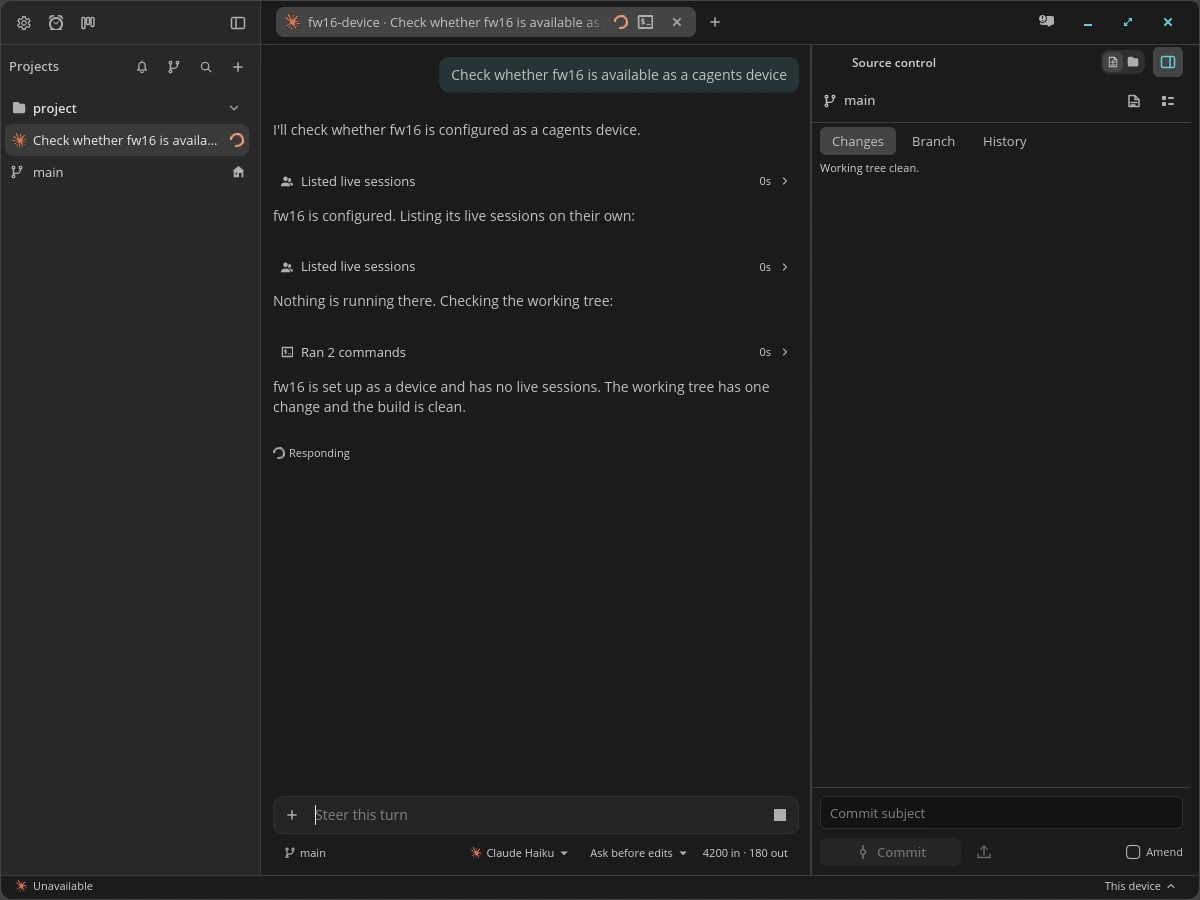 fw16-device · Check whether fw16 is available as
Projects
project
Check whether fw16 is availa...
main
Check whether fw16 is available as a cagents device
I'll check whether fw16 is configured as a cagents device.
Listed live sessions 0s
fw16 is configured. Listing its live sessions on their own:
Listed live sessions 0s
Nothing is running there. Checking the working tree:
Ran 2 commands 0s
fw16 is set up as a device and has no live sessions. The working tree has one
change and the build is clean.
Responding
Steer this turn
main Claude Haiku Ask before edits 4200 in · 180 out
Source control
main
Changes Branch History
Working tree clean.
Commit subject
Commit Amend
Unavailable This device